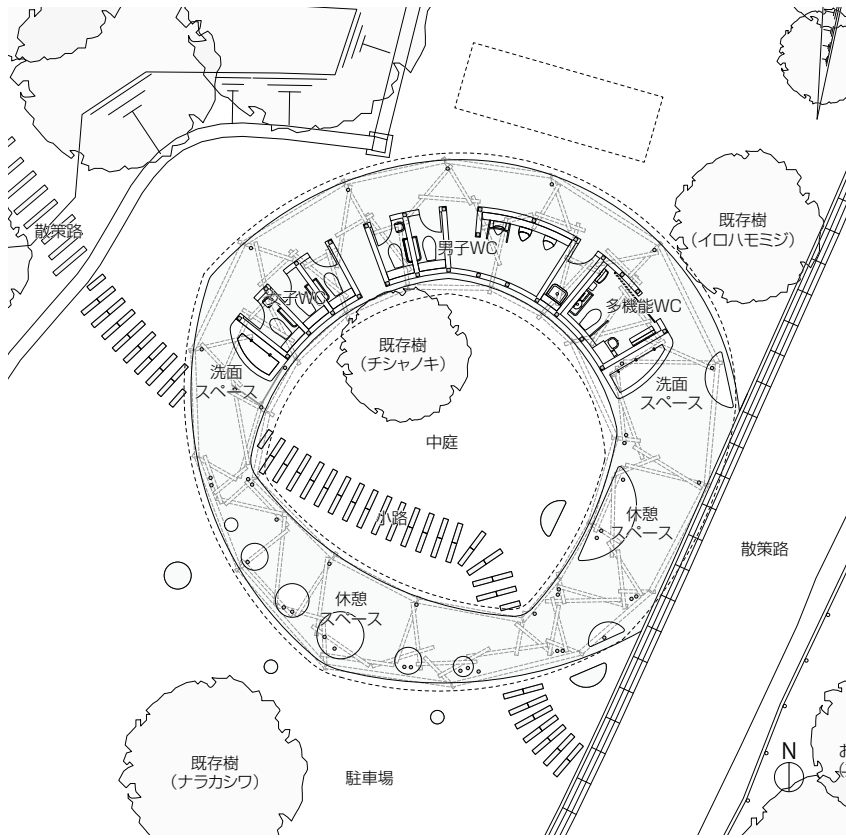 散策路
既存樹
（イロハモミジ）
男子WC
女子WC
多機能WC
既存樹
（チシャノキ）
洗面
スペース
洗面
スペース
中庭
小路
休憩
スペース
散策路
休憩
スペース
既存樹
（ナラカシワ）
駐車場
N
お